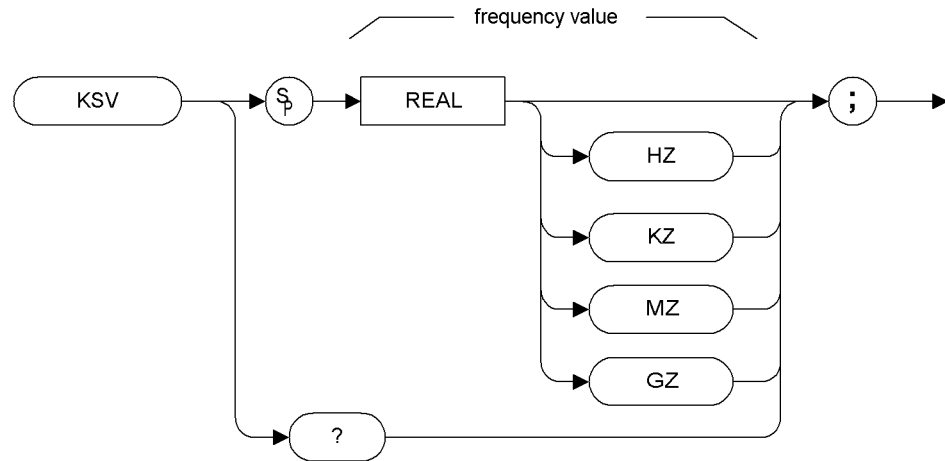 frequency value
KSV
SP
REAL
;
HZ
KZ
MZ
GZ
?